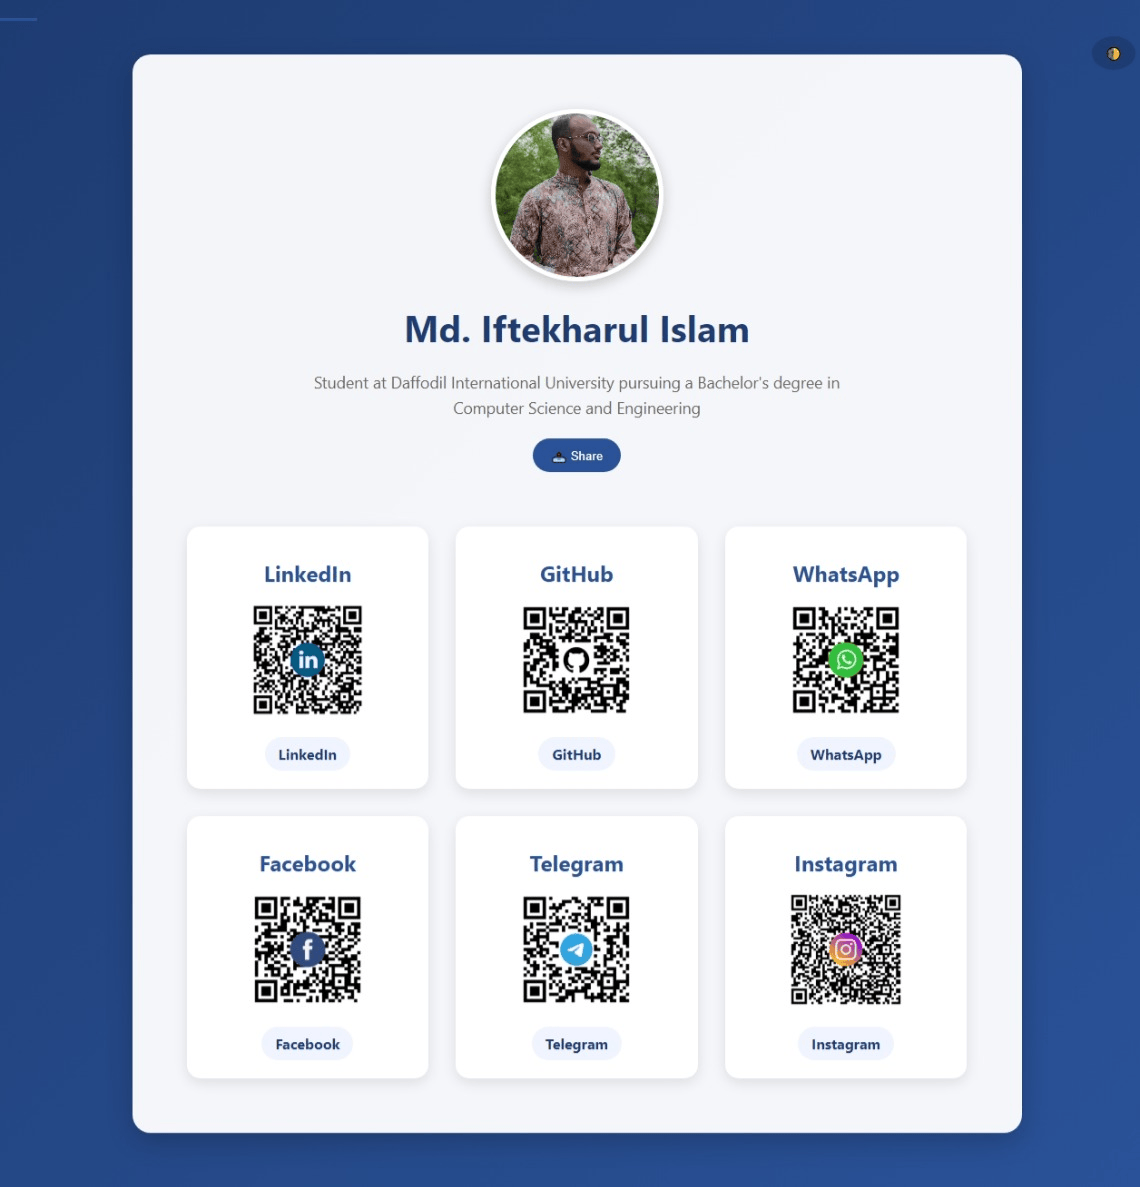 Md. Iftekharul Islam
Student at Daffodil International University pursuing a Bachelor's degree in
Computer Science and Engineering
Share
LinkedIn
GitHub
WhatsApp
in
LinkedIn
GitHub
WhatsApp
Facebook
Telegram
Instagram
f
Facebook
Telegram
Instagram